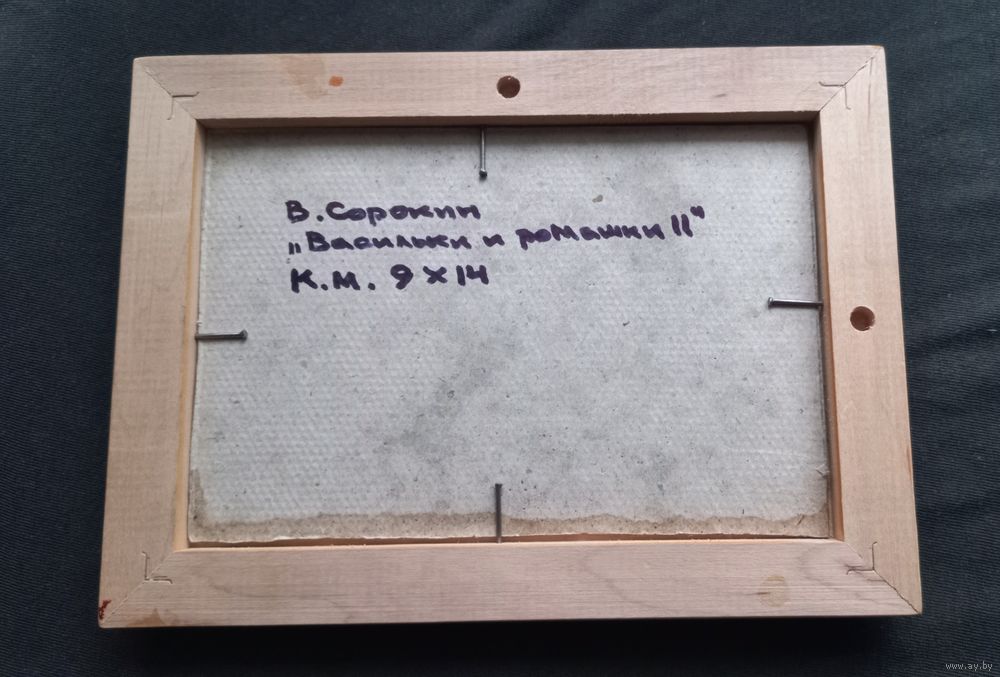 В. Сорокин
„Васильки и ромашки II"
К.М. 9 х 14
www.ay.by